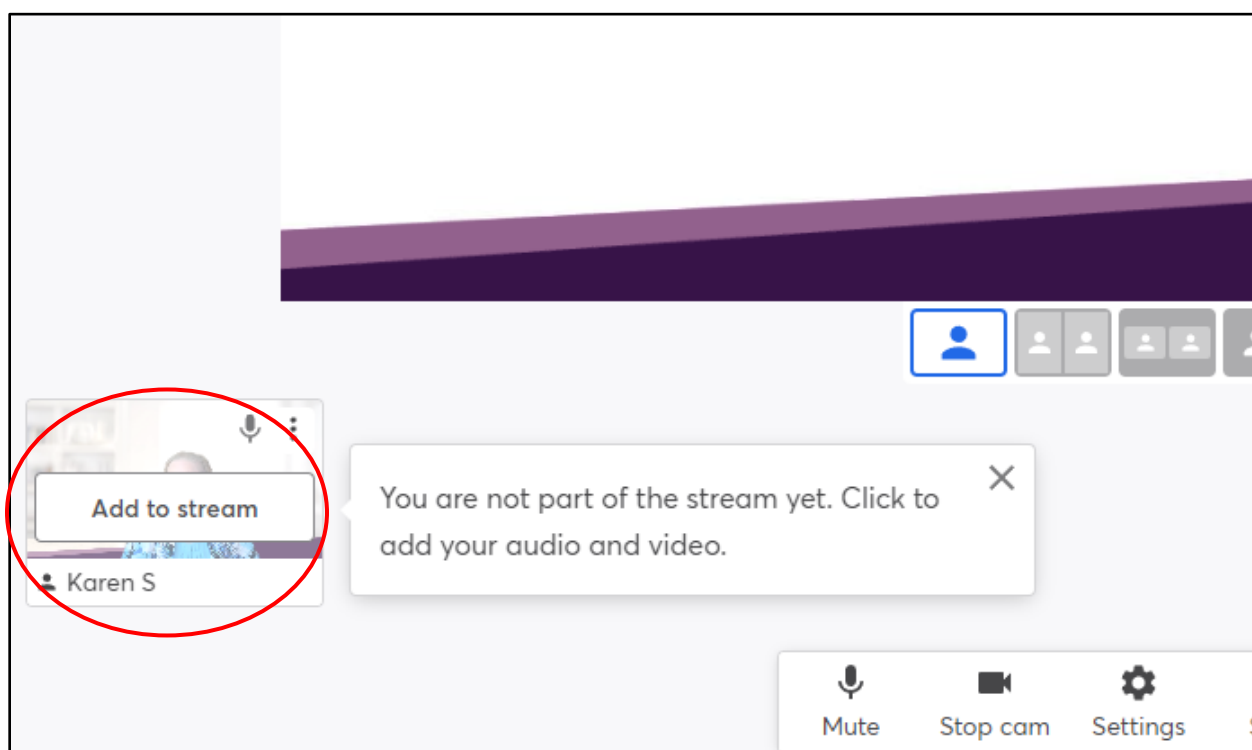 Add to stream
You are not part of the stream yet. Click to
add your audio and video.
Karen S
Mute Stop cam Settings